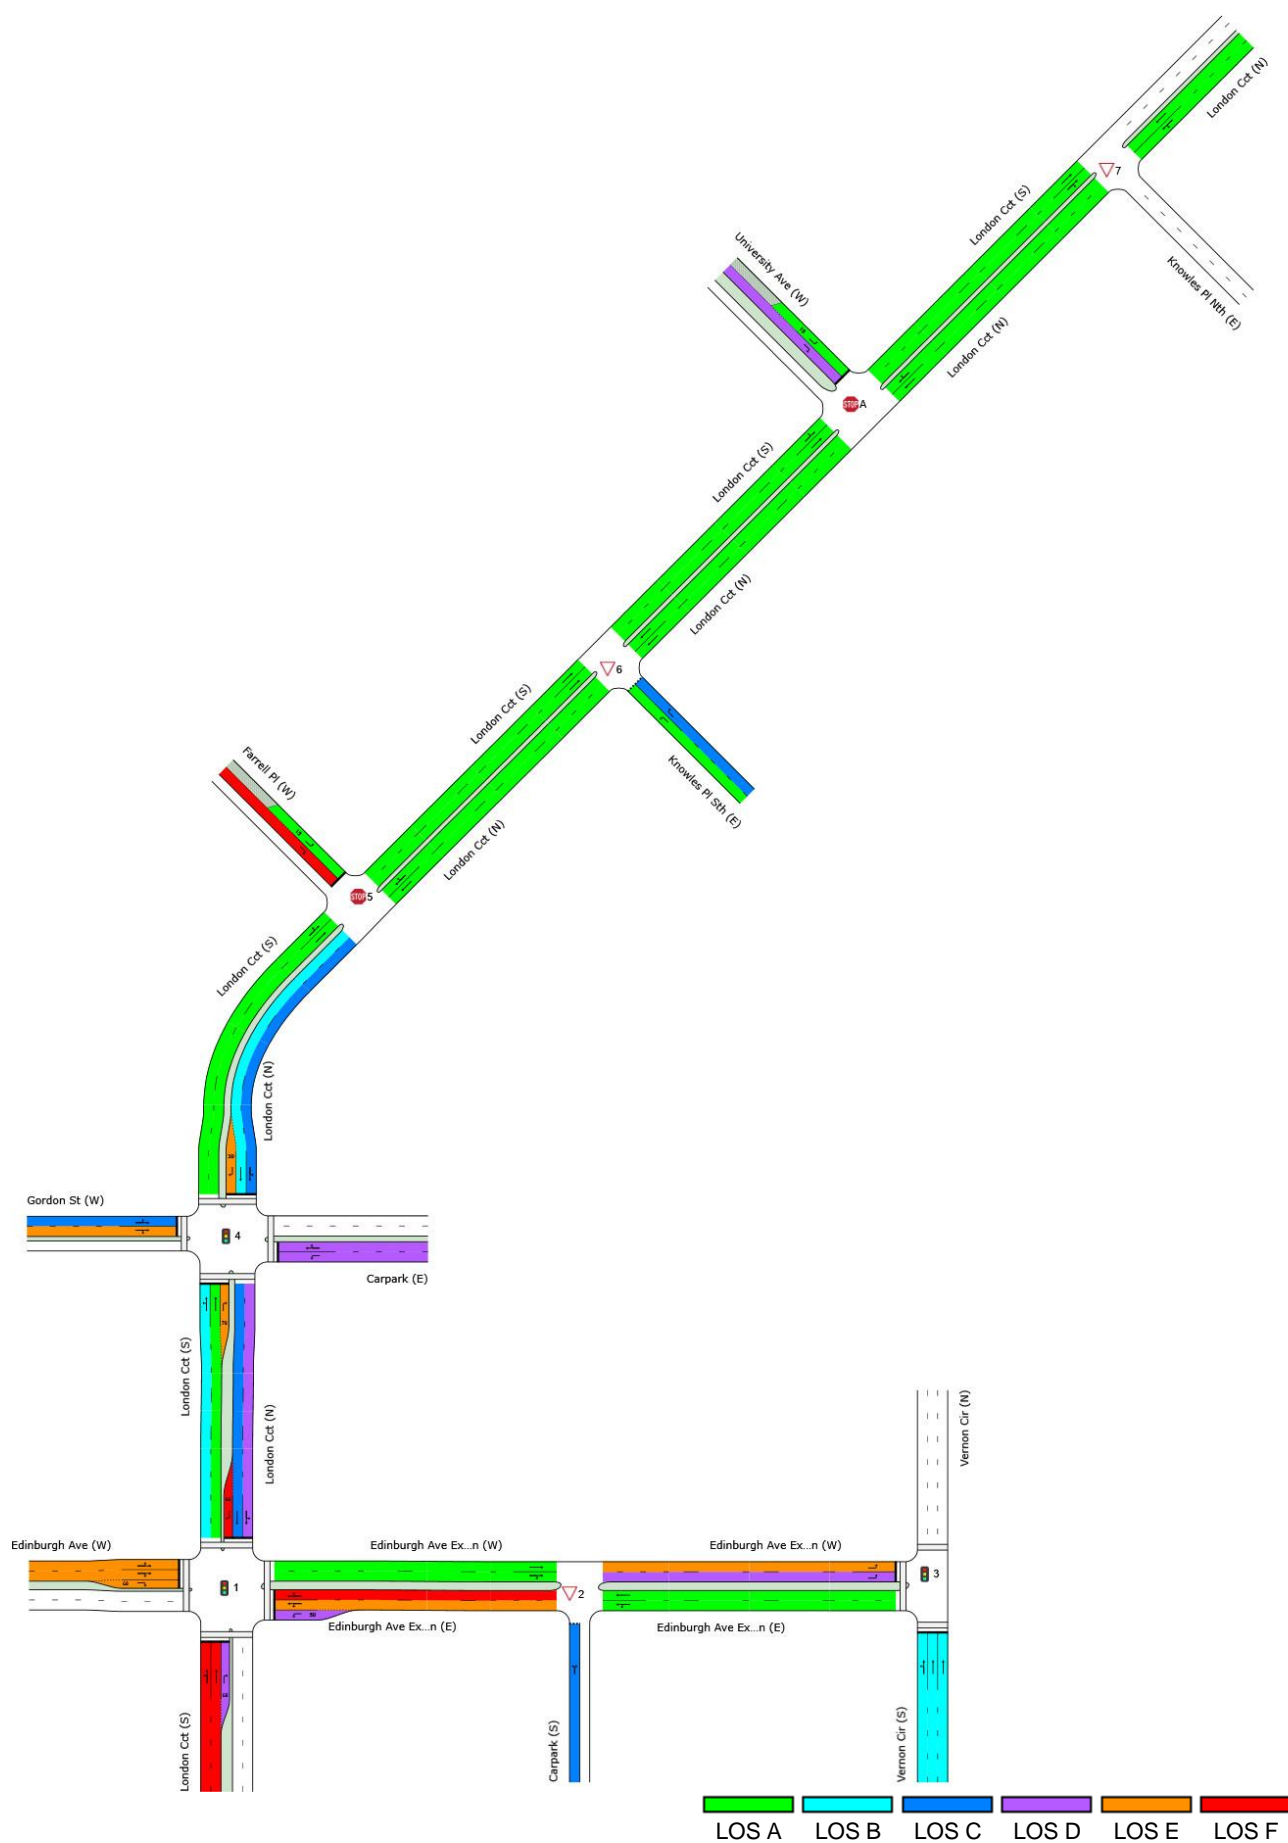 London Cct (N)
7
London Cct (S)
University Ave (W)
Knowles Pl Nth (E)
London Cct (N)
STOP A
London Cct (S)
London Cct (N)
6
London Cct (S)
Farrell Pl (W)
Knowles Pl Sth (E)
London Cct (N)
STOP 5
London Cct (S)
London Cct (N)
Gordon St (W)
4
Carpark (E)
London Cct (S)
London Cct (N)
Vernon Cir (N)
Edinburgh Ave (W)
Edinburgh Ave Ex...n (W)
Edinburgh Ave Ex...n (W)
1
2
3
Edinburgh Ave Ex...n (E)
Edinburgh Ave Ex...n (E)
London Cct (S)
Carpark (S)
Vernon Cir (S)
LOS A
LOS B
LOS C
LOS D
LOS E
LOS F